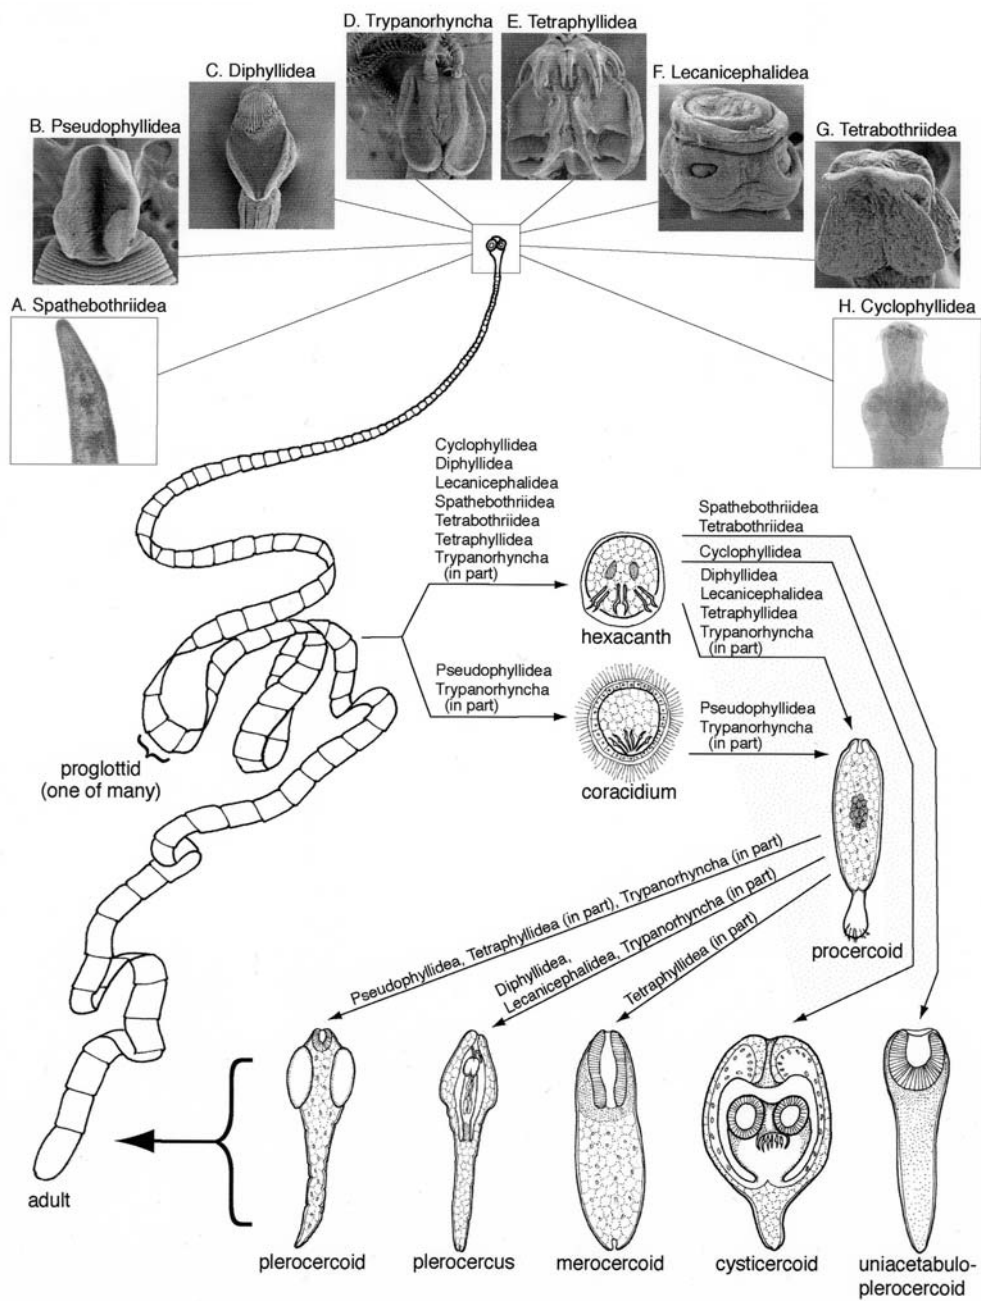 D. Trypanorhyncha
E. Tetraphyllidea
C. Diphyllidea
F. Lecanicephalidea
B. Pseudophyllidea
G. Tetrabothriidea
A. Spathebothriidea
H. Cyclophyllidea
Cyclophyllidea
Diphyllidea
Lecanicephalidea
Spathebothriidea
Tetrabothriidea
Tetraphyllidea
Trypanorhyncha
(in part)
hexacanth
Spathebothriidea
Tetrabothriidea
Cyclophyllidea
Diphyllidea
Lecanicephalidea
Tetraphyllidea
Trypanorhyncha
(in part)
Pseudophyllidea
Trypanorhyncha
(in part)
coracidium
Pseudophyllidea
Trypanorhyncha
(in part)
proglottid
(one of many)
procercoid
Pseudophyllidea, Tetraphyllidea (in part), Trypanorhyncha (in part)
Diphyllidea,
Lecanicephalidea, Trypanorhyncha (in part)
Tetraphyllidea (in part)
adult
plerocercoid
plerocercus
merocercoid
cysticercoid
uniacetabulo-
plerocercoid